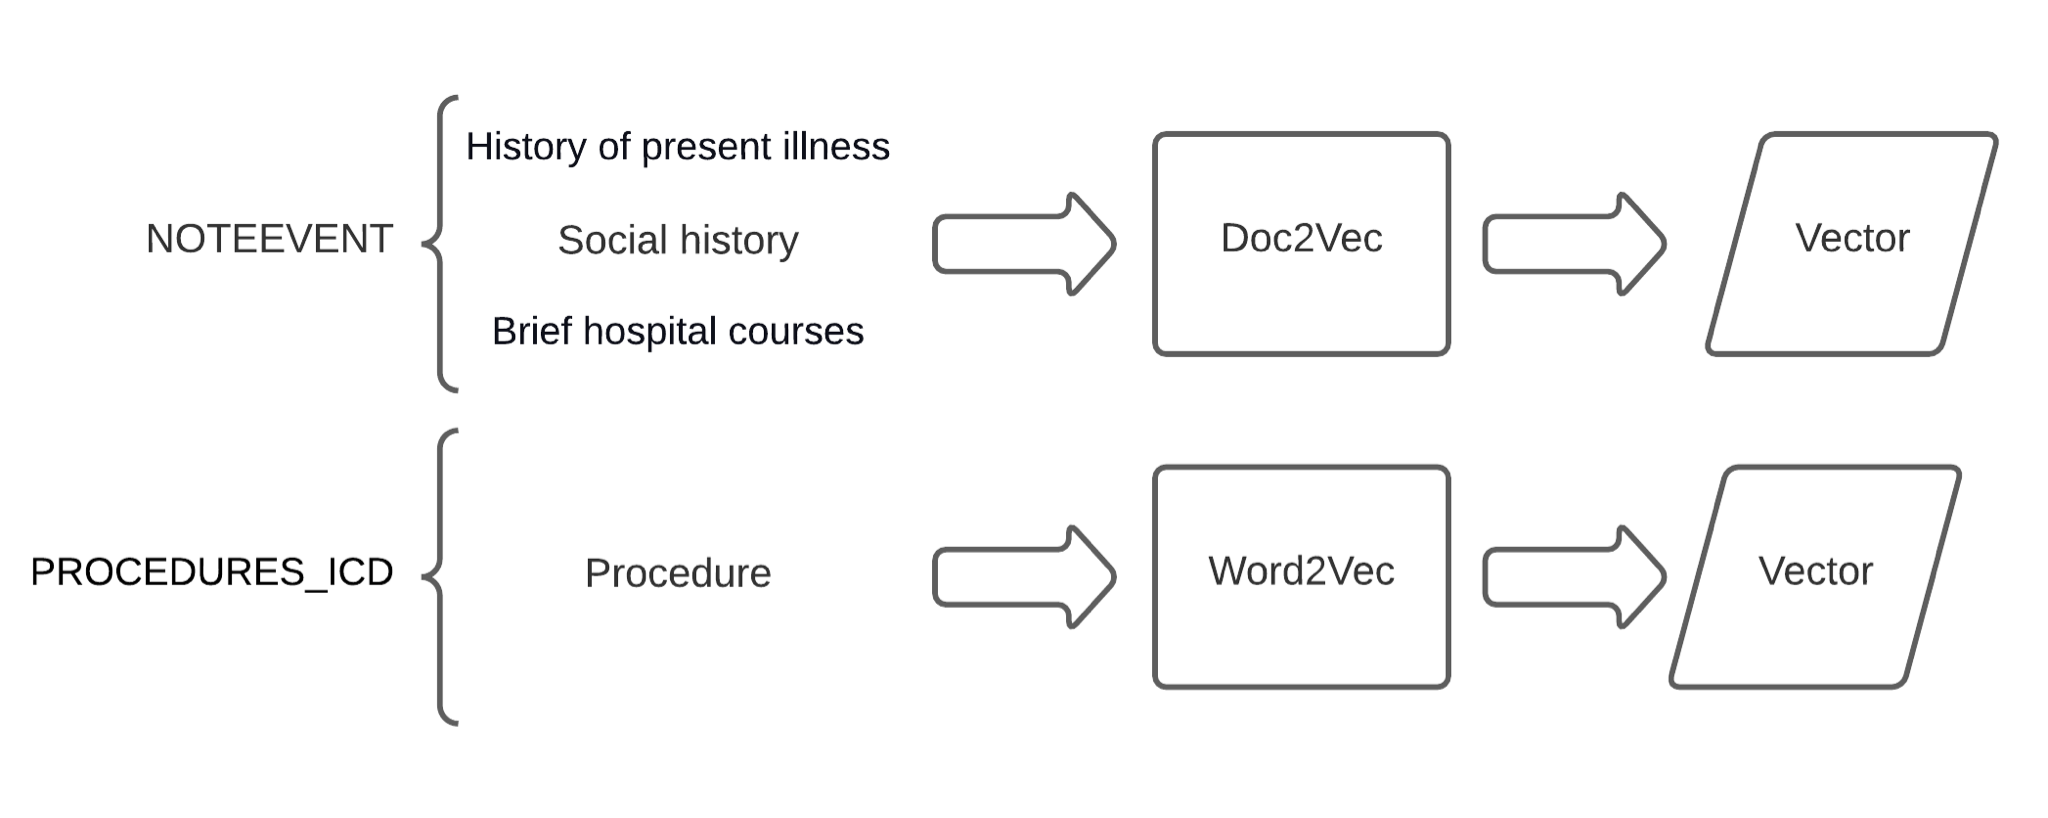 NOTEEVENT
History of present illness
Social history
Brief hospital courses
Doc2Vec
Vector
PROCEDURES_ICD
Procedure
Word2Vec
Vector